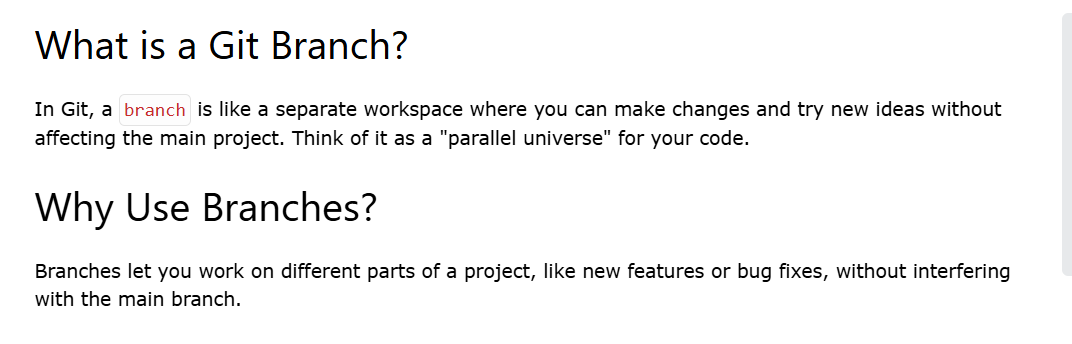 What is a Git Branch?
In Git, a branch is like a separate workspace where you can make changes and try new ideas without
affecting the main project. Think of it as a "parallel universe" for your code.
Why Use Branches?
Branches let you work on different parts of a project, like new features or bug fixes, without interfering
with the main branch.